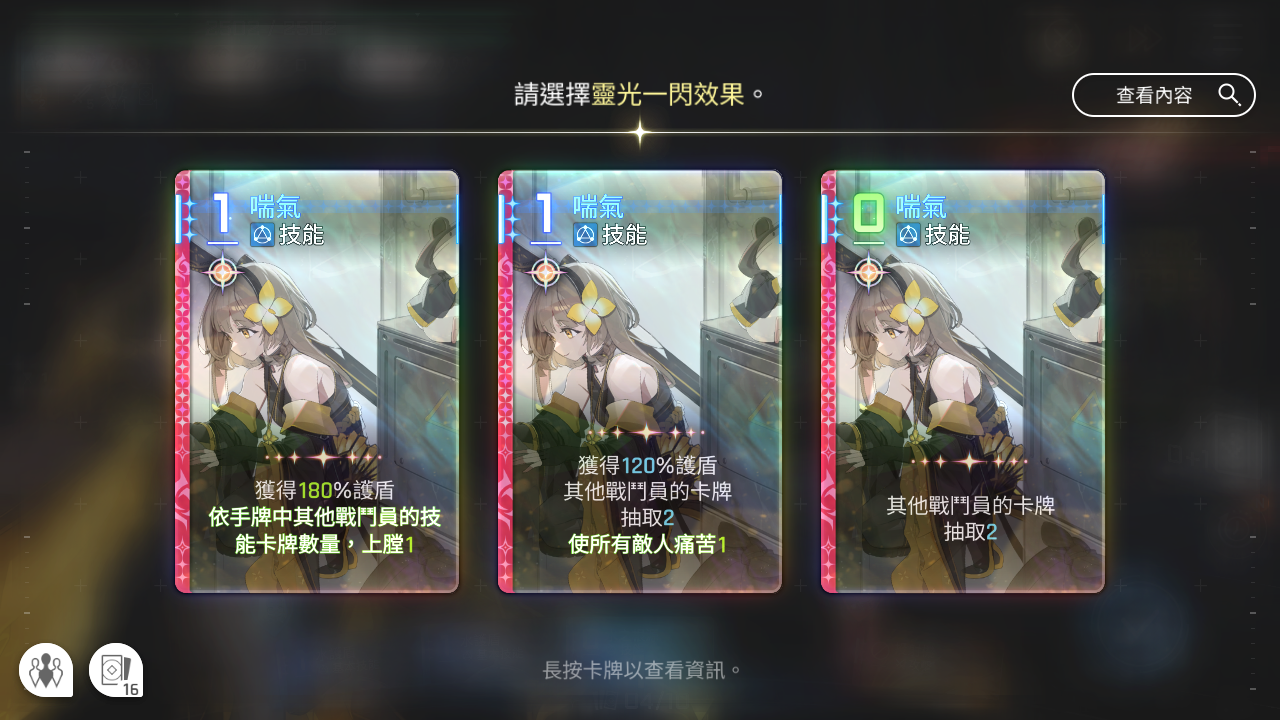 請選擇靈光一閃效果。
查看內容
1
喘氣
技能
獲得180%護盾
依手牌中其他戰鬥員的技
能卡牌數量，上膛1
1
喘氣
技能
獲得120%護盾
其他戰鬥員的卡牌
抽取2
使所有敵人痛苦1
0
喘氣
技能
其他戰鬥員的卡牌
抽取2
長按卡牌以查看資訊。
16